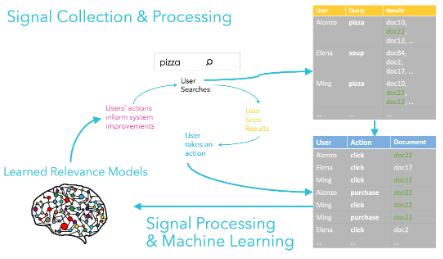 Signal Collection & Processing
pizza
User
Searches
Users' actions
inform system
improvements
User
Sees
Results
User
takes an
action
Learned Relevance Models
Signal Processing
& Machine Learning
User Query Results
Alonzo pizza doc10,
doc22,
doc12, ...
Elena soup doc84,
doc2,
doc17, ...
Ming pizza doc10,
doc22,
doc12 ...
... ... ...
User Action Document
Alonzo click doc22
Elena click doc17
Ming click doc12
Alonzo purchase doc22
Ming click doc22
Ming purchase doc22
Elena click doc2
... ... ...